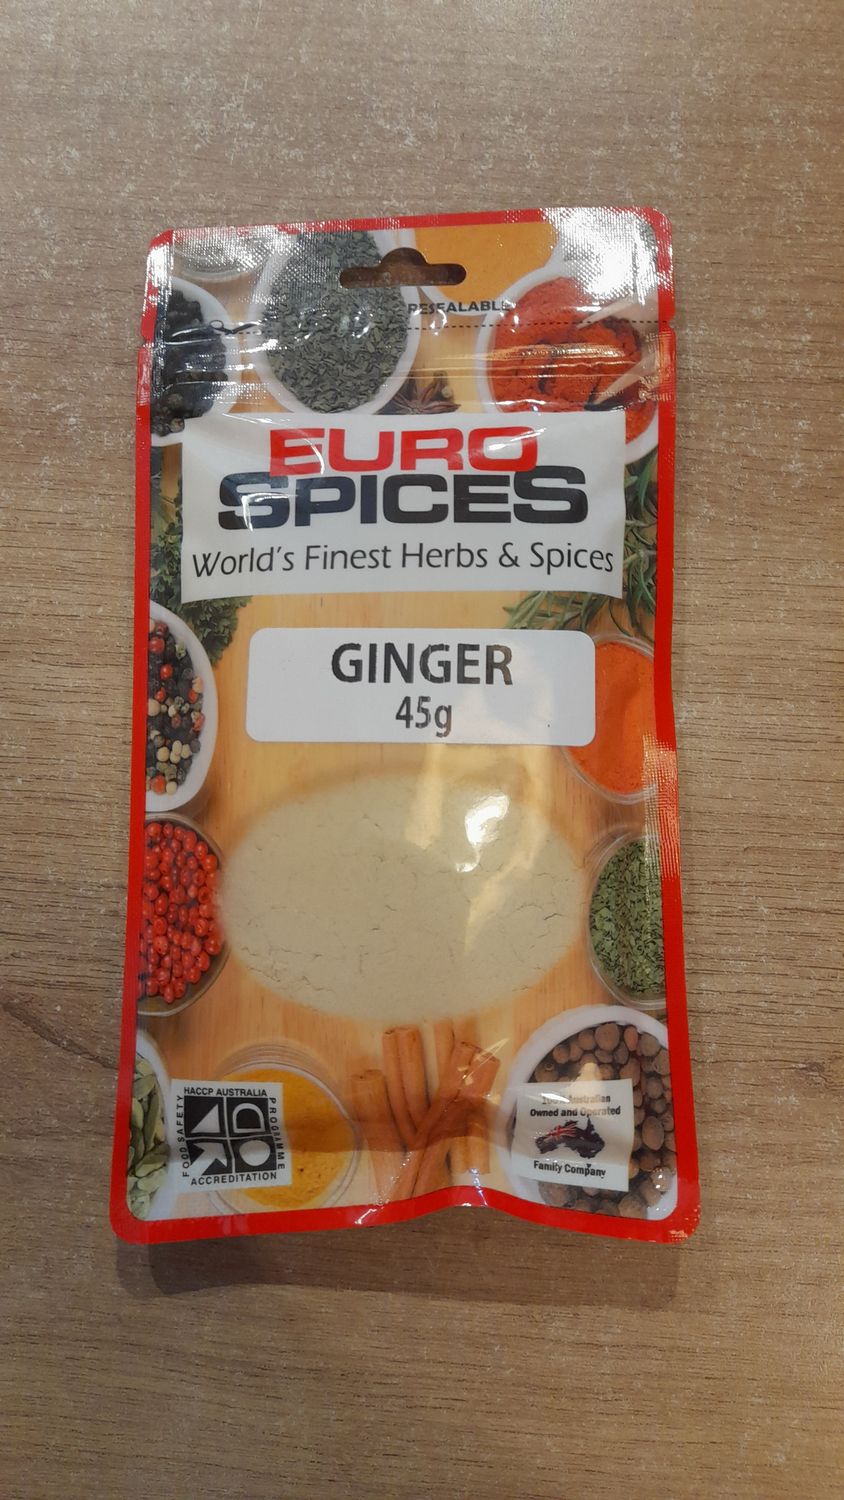 RESEALABLE
EURO
SPICES
World's Finest Herbs & Spices
GINGER
45g
HACCP AUSTRALIA
FOOD SAFETY
PROGRAMME
ACCREDITATION
100% Australian
Owned and Operated
Family Company